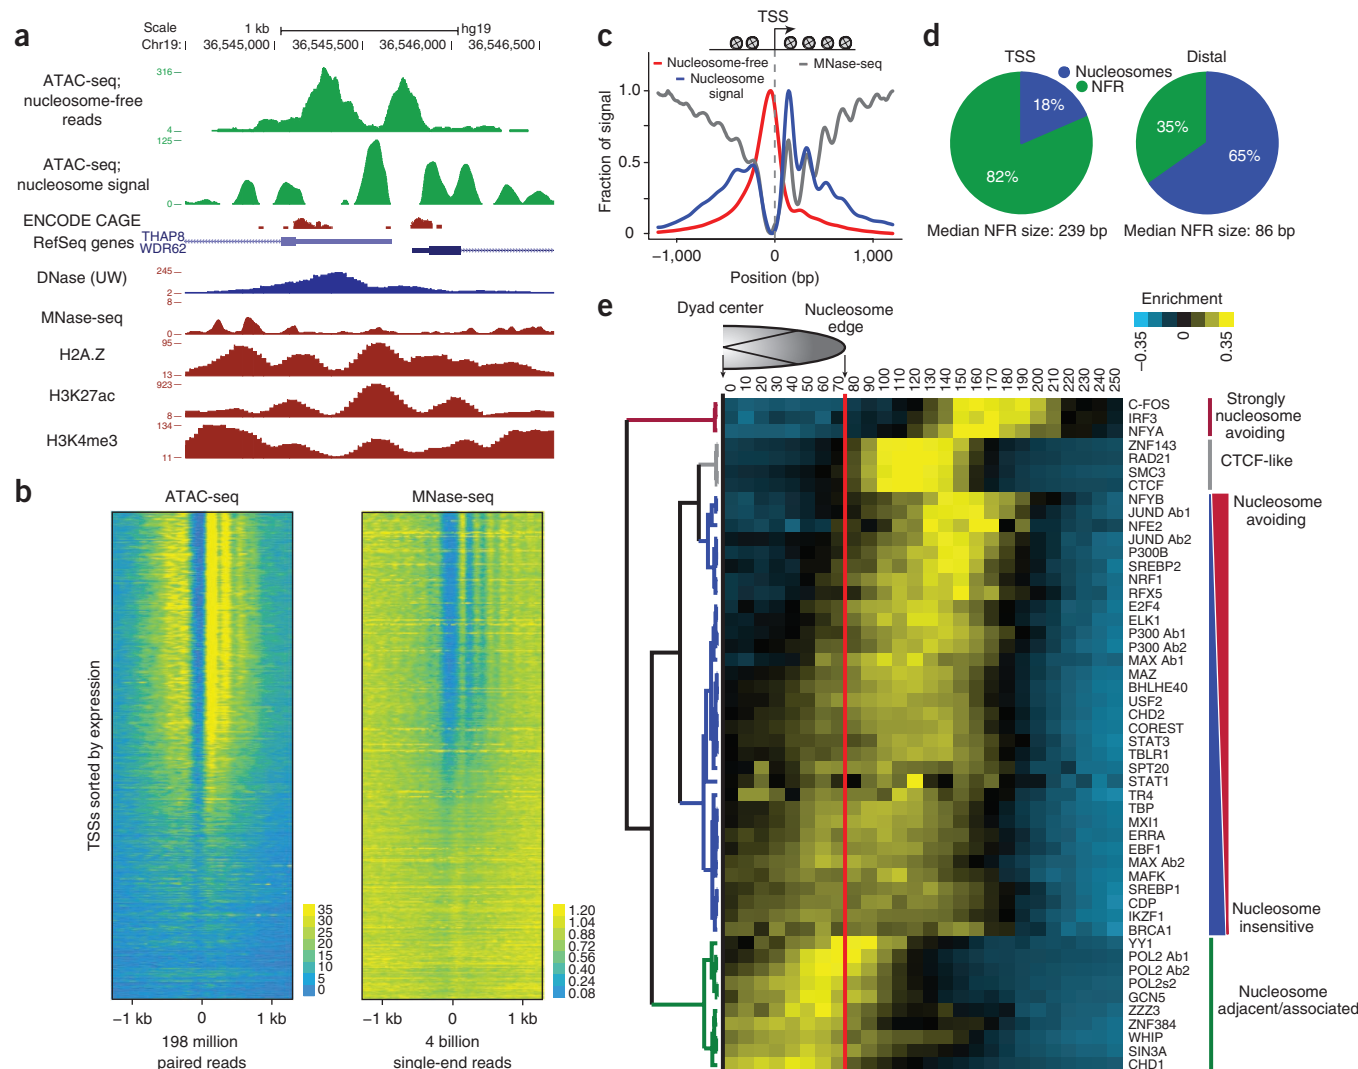 a
Scale 1 kb hg19
Chr19: 36,545,000 36,545,500 36,546,000 36,546,500
ATAC-seq;
nucleosome-free
reads
316
4
ATAC-seq;
nucleosome signal
125
0
ENCODE CAGE
RefSeq genes
THAP8
WDR62
DNase (UW)
245
2
MNase-seq
8
0
H2A.Z
95
13
H3K27ac
923
8
H3K4me3
134
11
b
ATAC-seq
MNase-seq
TSSs sorted by expression
35
30
25
20
15
10
5
0
1.20
1.04
0.88
0.72
0.56
0.40
0.24
0.08
−1 kb 0 1 kb
−1 kb 0 1 kb
198 million
paired reads
4 billion
single-end reads
c
TSS
Nucleosome-free
Nucleosome
signal
MNase-seq
Fraction of signal
1.0
0.5
0
−1,000 0 1,000
Position (bp)
d
TSS
Distal
Nucleosomes
NFR
18%
82%
35%
65%
Median NFR size: 239 bp
Median NFR size: 86 bp
e
Dyad center
Nucleosome
edge
Enrichment
−0.35 0 0.35
0 10 20 30 40 50 60 70 80 90 100 110 120 130 140 150 160 170 180 190 200 210 220 230 240 250
C-FOS
IRF3
NFYA
ZNF143
RAD21
SMC3
CTCF
NFYB
JUND Ab1
NFE2
JUND Ab2
P300B
SREBP2
NRF1
RFX5
E2F4
ELK1
P300 Ab1
P300 Ab2
MAX Ab1
MAZ
BHLHE40
USF2
CHD2
COREST
STAT3
TBLR1
SPT20
STAT1
TR4
TBP
MXI1
ERRA
EBF1
MAX Ab2
MAFK
SREBP1
CDP
IKZF1
BRCA1
YY1
POL2 Ab1
POL2 Ab2
POL2s2
GCN5
ZZZ3
ZNF384
WHIP
SIN3A
CHD1
Strongly
nucleosome
avoiding
CTCF-like
Nucleosome
avoiding
Nucleosome
insensitive
Nucleosome
adjacent/associated